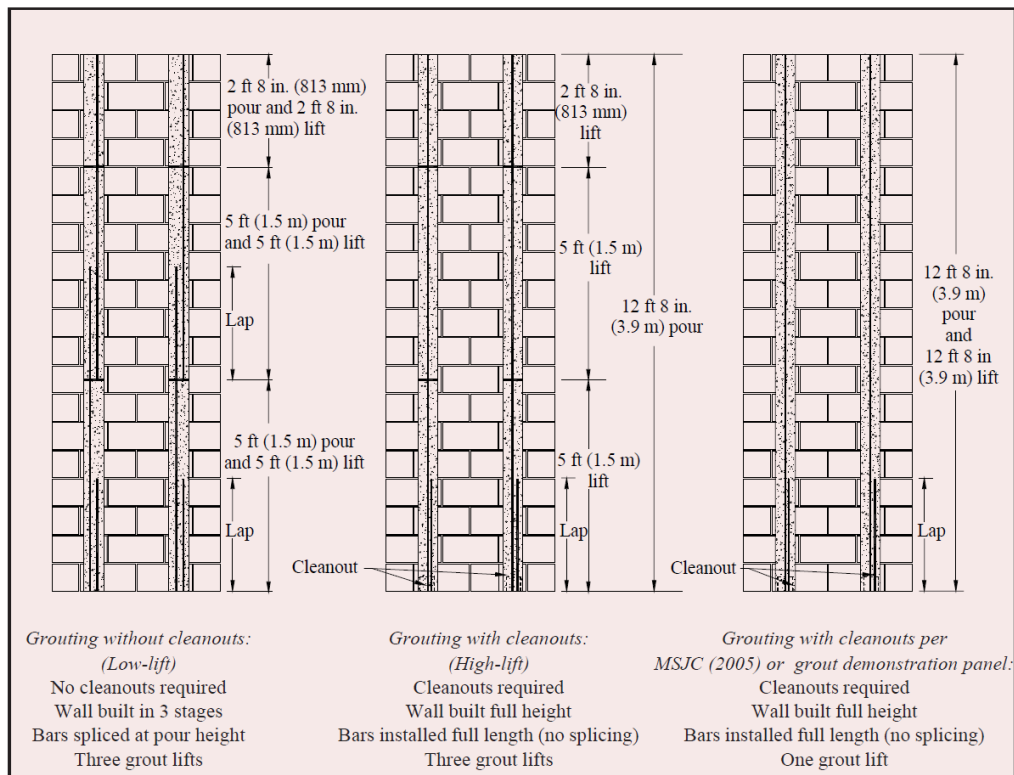 2 ft 8 in. (813 mm)
pour and 2 ft 8 in.
(813 mm) lift
5 ft (1.5 m) pour
and 5 ft (1.5 m) lift
Lap
5 ft (1.5 m) pour
and 5 ft (1.5 m) lift
Lap
Grouting without cleanouts:
(Low-lift)
No cleanouts required
Wall built in 3 stages
Bars spliced at pour height
Three grout lifts
2 ft 8 in.
(813 mm)
lift
5 ft (1.5 m)
lift
12 ft 8 in.
(3.9 m) pour
5 ft (1.5 m)
lift
Lap
Cleanout
Grouting with cleanouts:
(High-lift)
Cleanouts required
Wall built full height
Bars installed full length (no splicing)
Three grout lifts
12 ft 8 in.
(3.9 m)
pour
and
12 ft 8 in
(3.9 m) lift
Lap
Cleanout
Grouting with cleanouts per
MSJC (2005) or grout demonstration panel:
Cleanouts required
Wall built full height
Bars installed full length (no splicing)
One grout lift